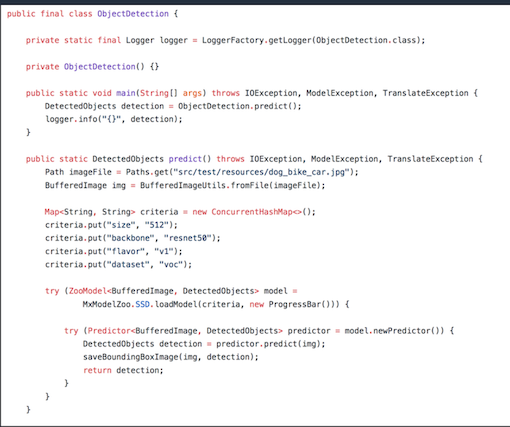 public final class ObjectDetection {
private static final Logger logger = LoggerFactory.getLogger(ObjectDetection.class);
private ObjectDetection() {}
public static void main(String[] args) throws IOException, ModelException, TranslateException {
DetectedObjects detection = ObjectDetection.predict();
logger.info("{}", detection);
}
public static DetectedObjects predict() throws IOException, ModelException, TranslateException {
Path imageFile = Paths.get("src/test/resources/dog_bike_car.jpg");
BufferedImage img = BufferedImageUtils.fromFile(imageFile);
Map<String, String> criteria = new ConcurrentHashMap<>();
criteria.put("size", "512");
criteria.put("backbone", "resnet50");
criteria.put("flavor", "v1");
criteria.put("dataset", "voc");
try (ZooModel<BufferedImage, DetectedObjects> model =
MxModelZoo.SSD.loadModel(criteria, new ProgressBar())) {
try (Predictor<BufferedImage, DetectedObjects> predictor = model.newPredictor()) {
DetectedObjects detection = predictor.predict(img);
saveBoundingBoxImage(img, detection);
return detection;
}
}
}